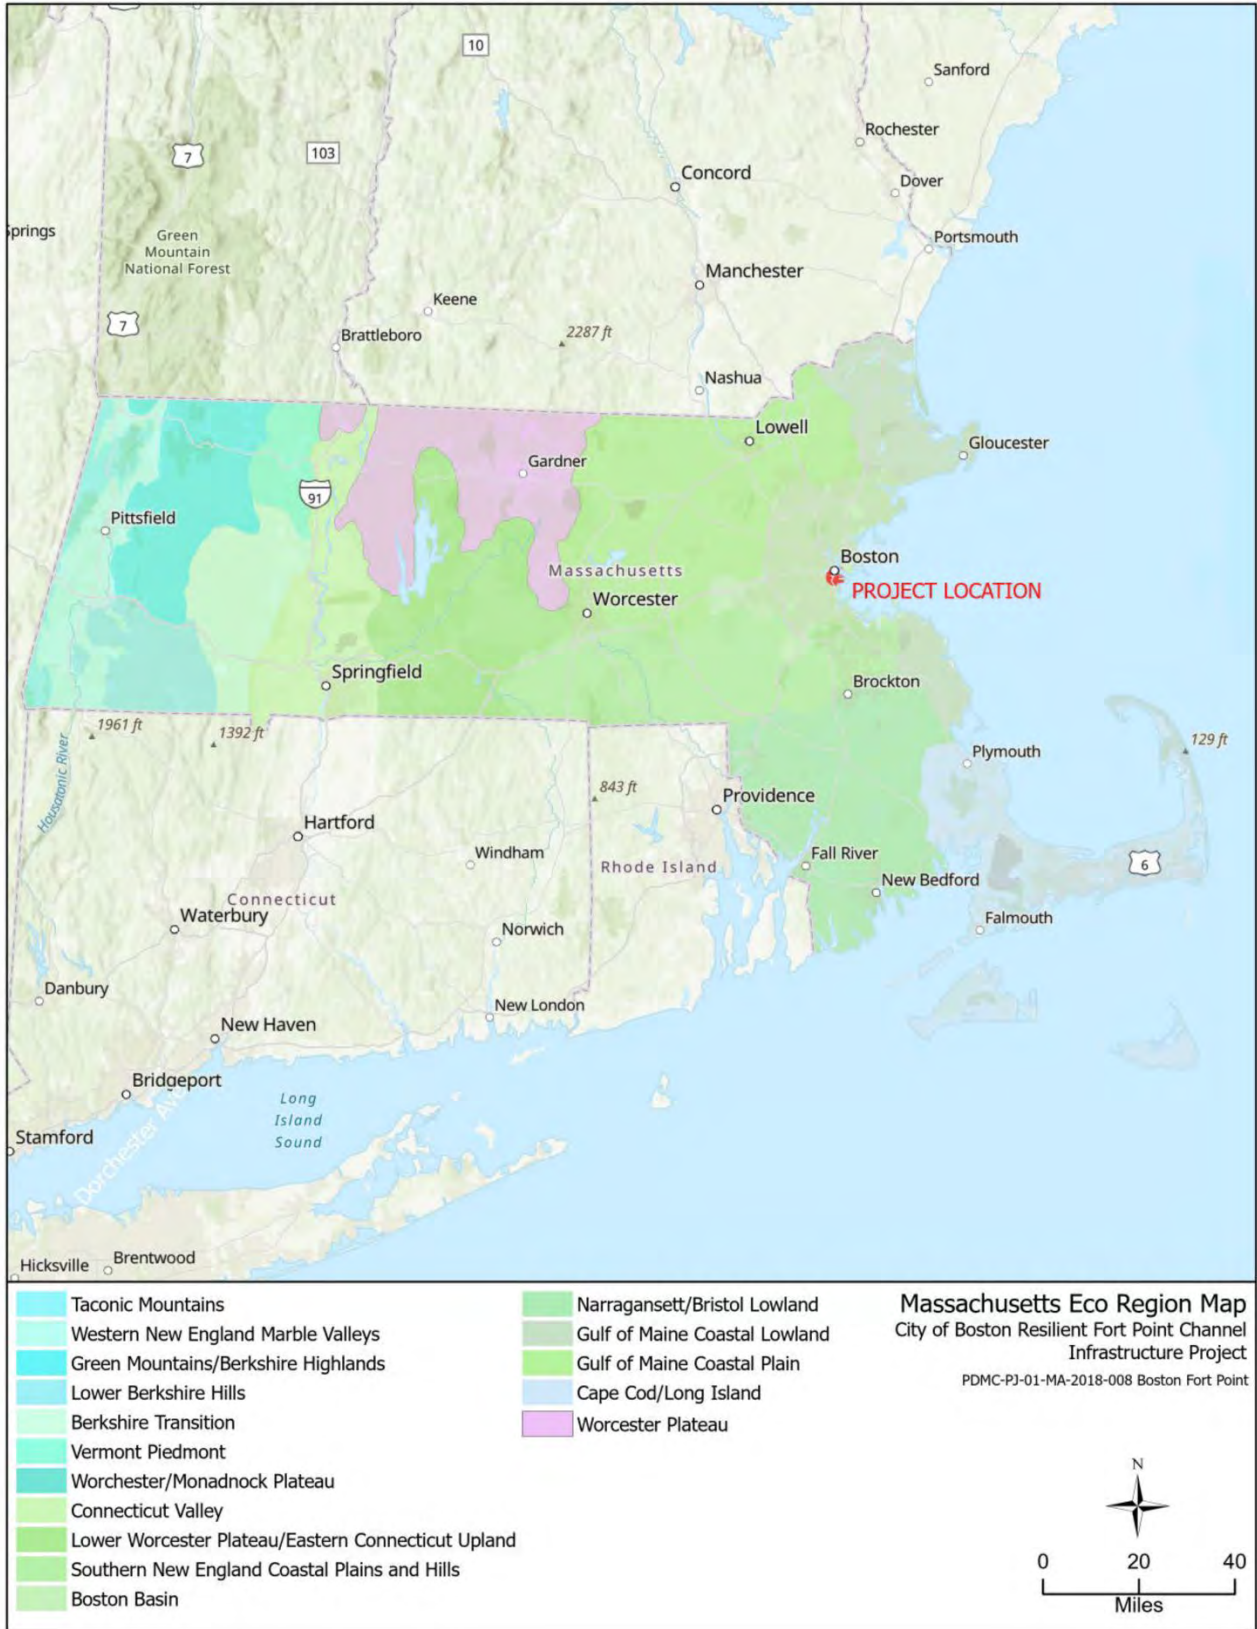 10
Sanford
Rochester
7
103
Concord
Dover
Springs
Green
Mountain
National Forest
Portsmouth
Manchester
Keene
7
Brattleboro
2287 ft
Nashua
Lowell
Gloucester
Gardner
91
Pittsfield
Boston
Massachusetts
PROJECT LOCATION
Worcester
Springfield
Brockton
1961 ft
1392 ft
129 ft
Plymouth
Housatonic River
843 ft
Providence
Hartford
Windham
Fall River
6
Rhode Island
New Bedford
Connecticut
Waterbury
Falmouth
Norwich
Danbury
New London
New Haven
Bridgeport
Long
Island
Sound
Stamford
Dorchester Ave
Brentwood
Hicksville
Taconic Mountains
Western New England Marble Valleys
Green Mountains/Berkshire Highlands
Lower Berkshire Hills
Berkshire Transition
Vermont Piedmont
Worchester/Monadnock Plateau
Connecticut Valley
Lower Worcester Plateau/Eastern Connecticut Upland
Southern New England Coastal Plains and Hills
Boston Basin
Narragansett/Bristol Lowland
Gulf of Maine Coastal Lowland
Gulf of Maine Coastal Plain
Cape Cod/Long Island
Worcester Plateau
Massachusetts Eco Region Map
City of Boston Resilient Fort Point Channel
Infrastructure Project
PDMC-PJ-01-MA-2018-008 Boston Fort Point
N
0 20 40
Miles